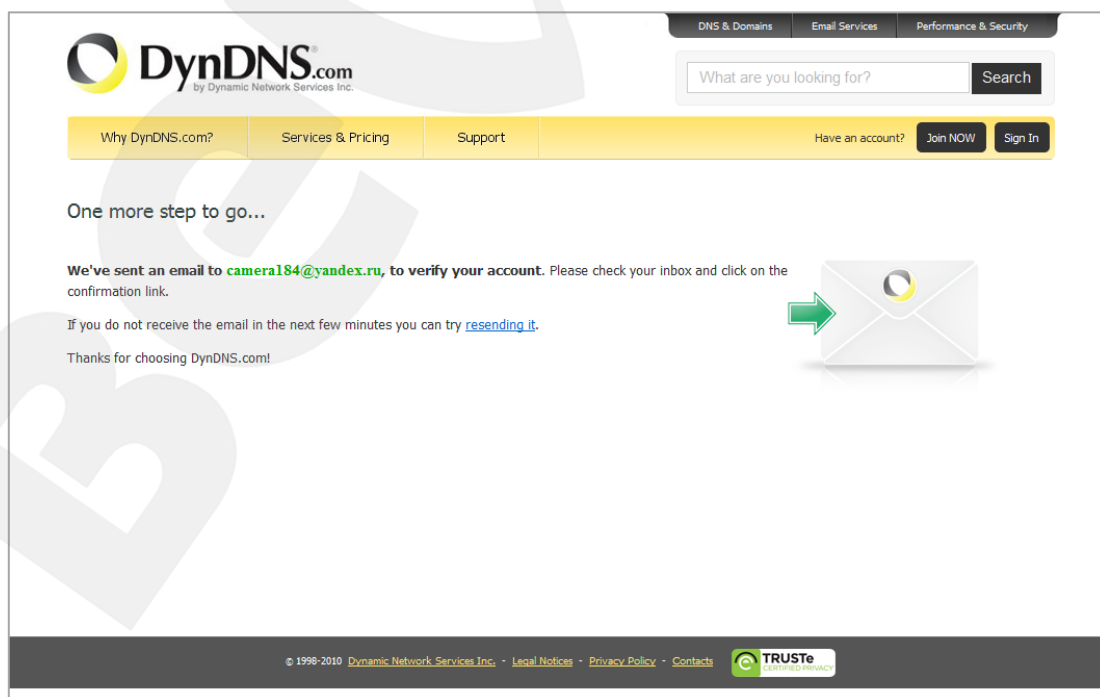 DNS & Domains Email Services Performance & Security
DynDNS.com
by Dynamic Network Services Inc.
What are you looking for? Search
Why DynDNS.com? Services & Pricing Support Have an account? Join NOW Sign In
One more step to go...
We've sent an email to camera184@yandex.ru, to verify your account. Please check your inbox and click on the
confirmation link.
If you do not receive the email in the next few minutes you can try resending it.
Thanks for choosing DynDNS.com!
© 1998-2010 Dynamic Network Services Inc. - Legal Notices - Privacy Policy - Contacts TRUSTe
CERTIFIED PRIVACY